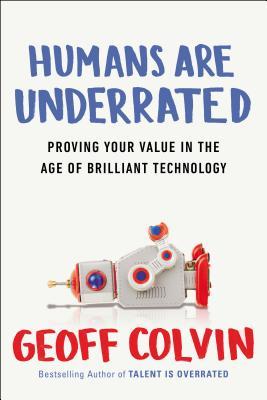 HUMANS ARE
UNDERRATED
PROVING YOUR VALUE IN THE
AGE OF BRILLIANT TECHNOLOGY
GEOFF COLVIN
Bestselling Author of TALENT IS OVERRATED